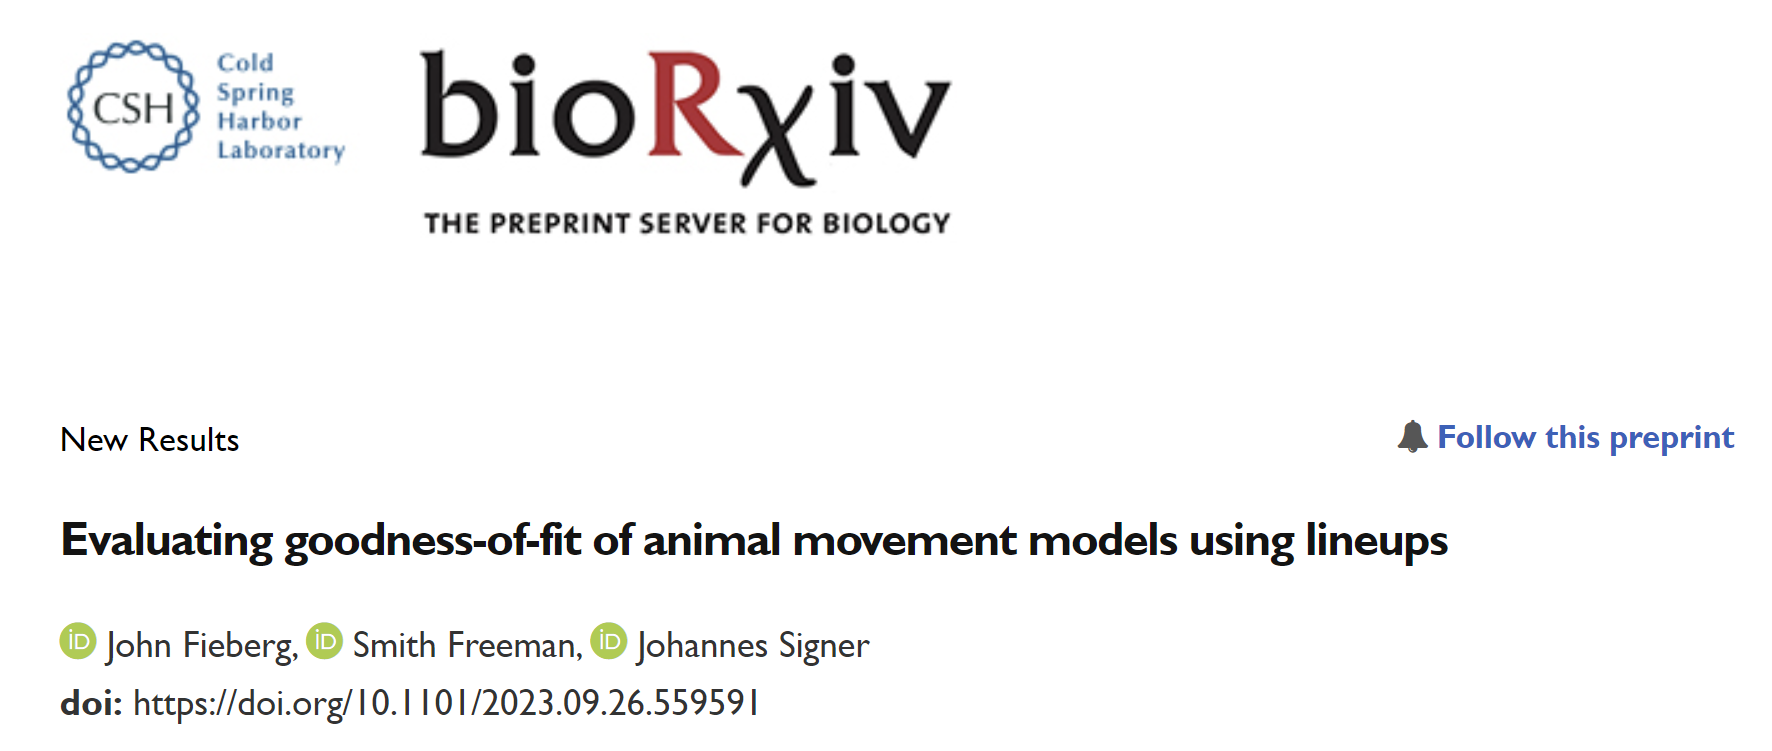 CSH
Cold
Spring
Harbor
Laboratory
bioRχiv
THE PREPRINT SERVER FOR BIOLOGY
New Results
Follow this preprint
Evaluating goodness-of-fit of animal movement models using lineups
iD John Fieberg, iD Smith Freeman, iD Johannes Signer
doi: https://doi.org/10.1101/2023.09.26.559591